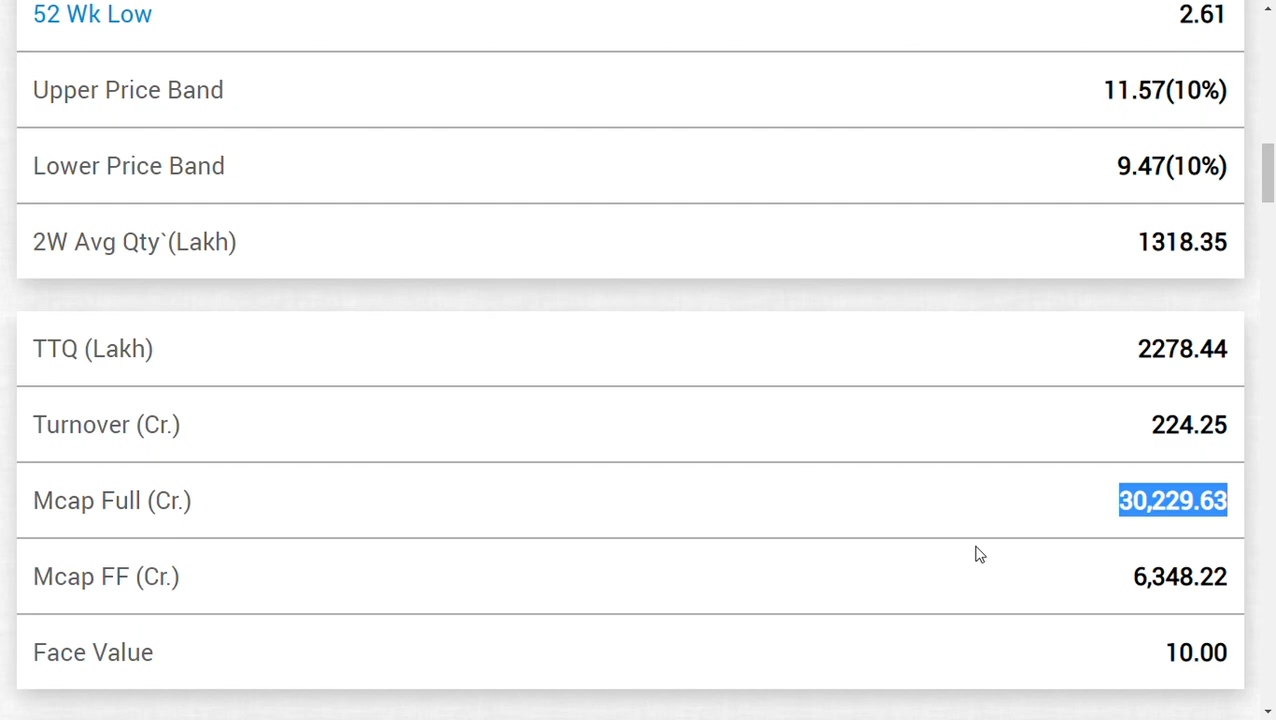 52 Wk Low 2.61
Upper Price Band 11.57(10%)
Lower Price Band 9.47(10%)
2W Avg Qty`(Lakh) 1318.35
TTQ (Lakh) 2278.44
Turnover (Cr.) 224.25
Mcap Full (Cr.) 30,229.63
Mcap FF (Cr.) 6,348.22
Face Value 10.00